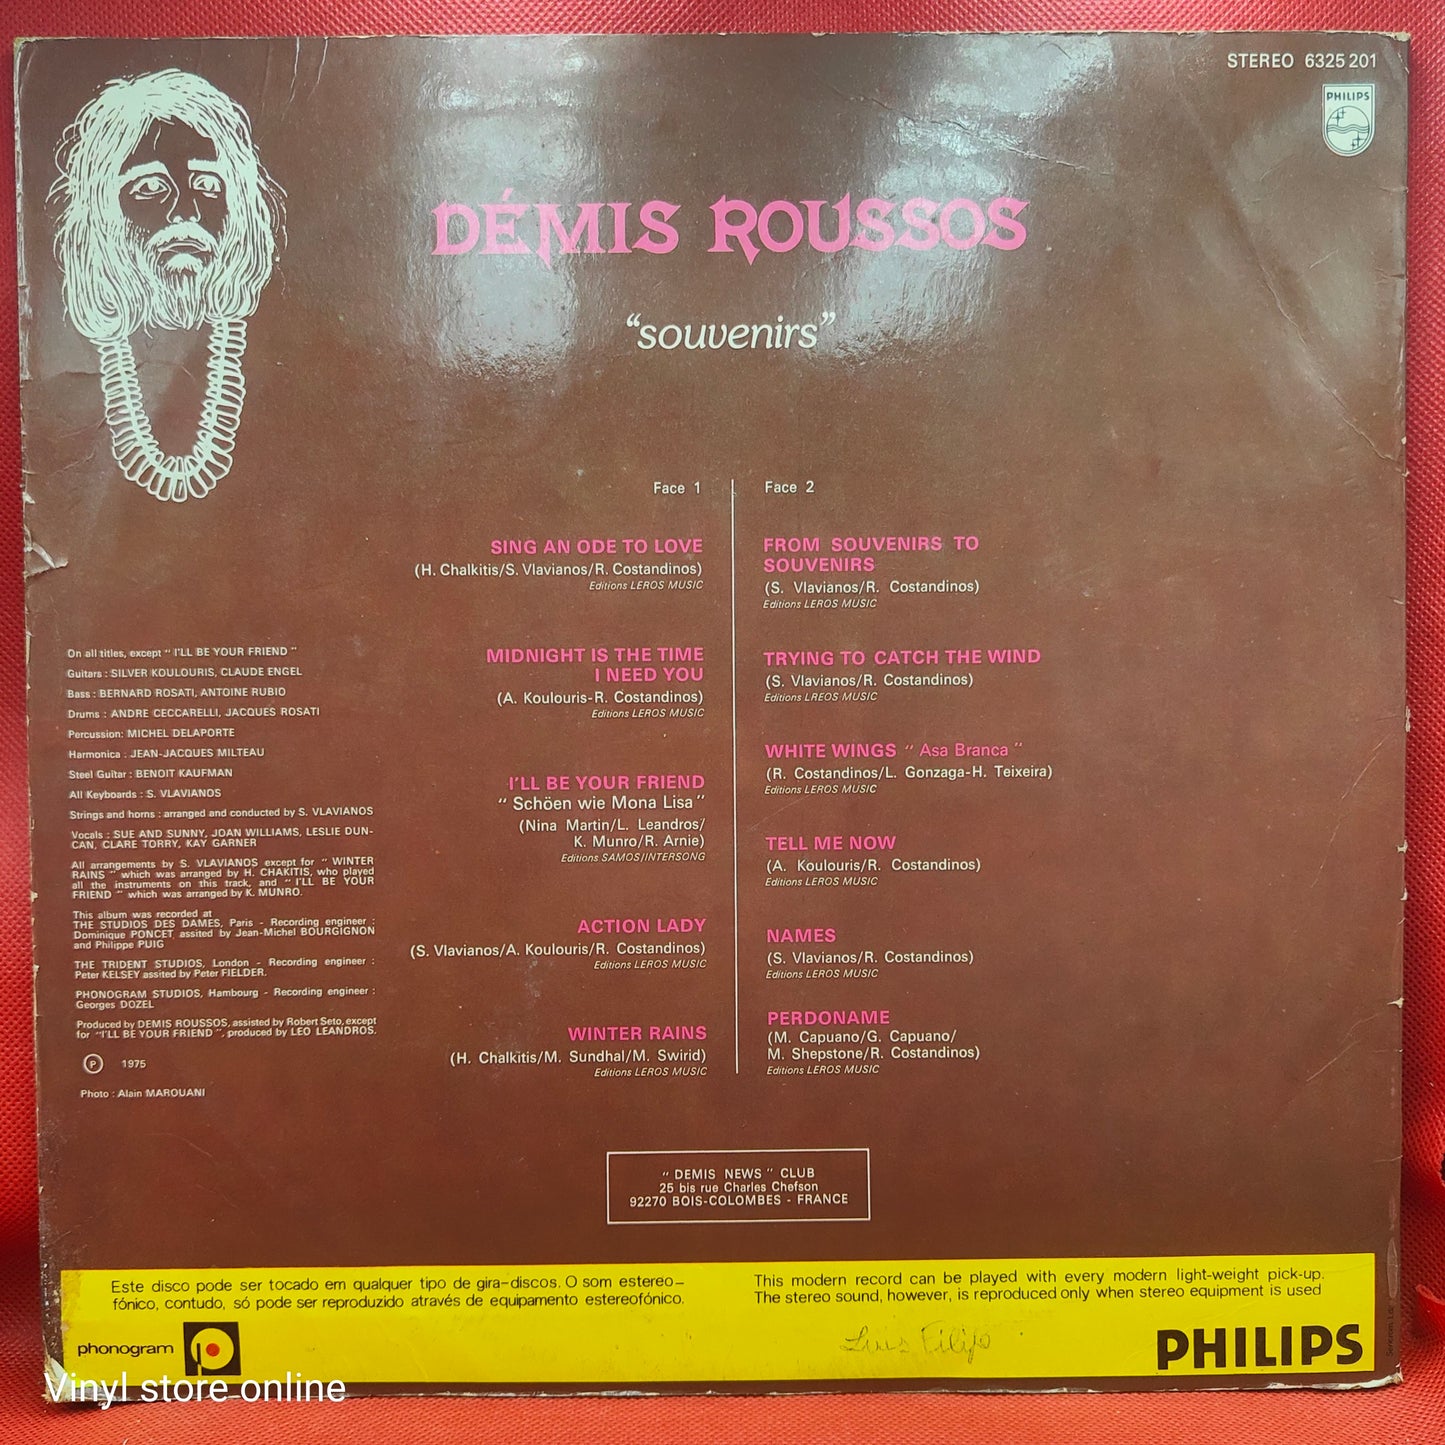 STEREO 6325 201
PHILIPS
DÉMIS ROUSSOS
“souvenirs”
Face 1
SING AN ODE TO LOVE
(H. Chalkitis/S. Vlavianos/R. Costandinos)
Editions LEROS MUSIC
MIDNIGHT IS THE TIME
I NEED YOU
(A. Koulouris-R. Costandinos)
Editions LEROS MUSIC
I'LL BE YOUR FRIEND
“ Schöen wie Mona Lisa ”
(Nina Martin/L. Leandros/
K. Munro/R. Arnie)
Editions SAMOS/INTERSONG
ACTION LADY
(S. Vlavianos/A. Koulouris/R. Costandinos)
Editions LEROS MUSIC
WINTER RAINS
(H. Chalkitis/M. Sundhal/M. Swirid)
Editions LEROS MUSIC
Face 2
FROM SOUVENIRS TO
SOUVENIRS
(S. Vlavianos/R. Costandinos)
Editions LEROS MUSIC
TRYING TO CATCH THE WIND
(S. Vlavianos/R. Costandinos)
Editions LREOS MUSIC
WHITE WINGS “ Asa Branca ”
(R. Costandinos/L. Gonzaga-H. Teixeira)
Editions LEROS MUSIC
TELL ME NOW
(A. Koulouris/R. Costandinos)
Editions LEROS MUSIC
NAMES
(S. Vlavianos/R. Costandinos)
Editions LEROS MUSIC
PERDONAME
(M. Capuano/G. Capuano/
M. Shepstone/R. Costandinos)
Editions LEROS MUSIC
On all titles, except “ I'LL BE YOUR FRIEND ”
Guitars : SILVER KOULOURIS, CLAUDE ENGEL
Bass : BERNARD ROSATI, ANTOINE RUBIO
Drums : ANDRE CECCARELLI, JACQUES ROSATI
Percussion: MICHEL DELAPORTE
Harmonica : JEAN-JACQUES MILTEAU
Steel Guitar : BENOIT KAUFMAN
All Keyboards : S. VLAVIANOS
Strings and horns : arranged and conducted by S. VLAVIANOS
Vocals : SUE AND SUNNY, JOAN WILLIAMS, LESLIE DUN-
CAN, CLARE TORRY, KAY GARNER
All arrangements by S. VLAVIANOS except for “ WINTER
RAINS ” which was arranged by H. CHAKITIS, who played
all the instruments on this track, and “ I'LL BE YOUR
FRIEND ” which was arranged by K. MUNRO.
This album was recorded at
THE STUDIOS DES DAMES, Paris - Recording engineer :
Dominique PONCET assited by Jean-Michel BOURGIGNON
and Philippe PUIG
THE TRIDENT STUDIOS, London - Recording engineer :
Peter KELSEY assited by Peter FIELDER.
PHONOGRAM STUDIOS, Hambourg - Recording engineer :
Georges DOZEL
Produced by DEMIS ROUSSOS, assisted by Robert Seto, except
for “I'LL BE YOUR FRIEND ”, produced by LEO LEANDROS.
℗ 1975
Photo : Alain MAROUANI
“ DEMIS NEWS ” CLUB
25 bis rue Charles Chefson
92270 BOIS-COLOMBES - FRANCE
Este disco pode ser tocado em qualquer tipo de gira-discos. O som estereo-
fónico, contudo, só pode ser reproduzido através de equipamento estereofónico.
This modern record can be played with every modern light-weight pick-up.
The stereo sound, however, is reproduced only when stereo equipment is used
phonogram
Luis Filipe
PHILIPS
Vinyl store online